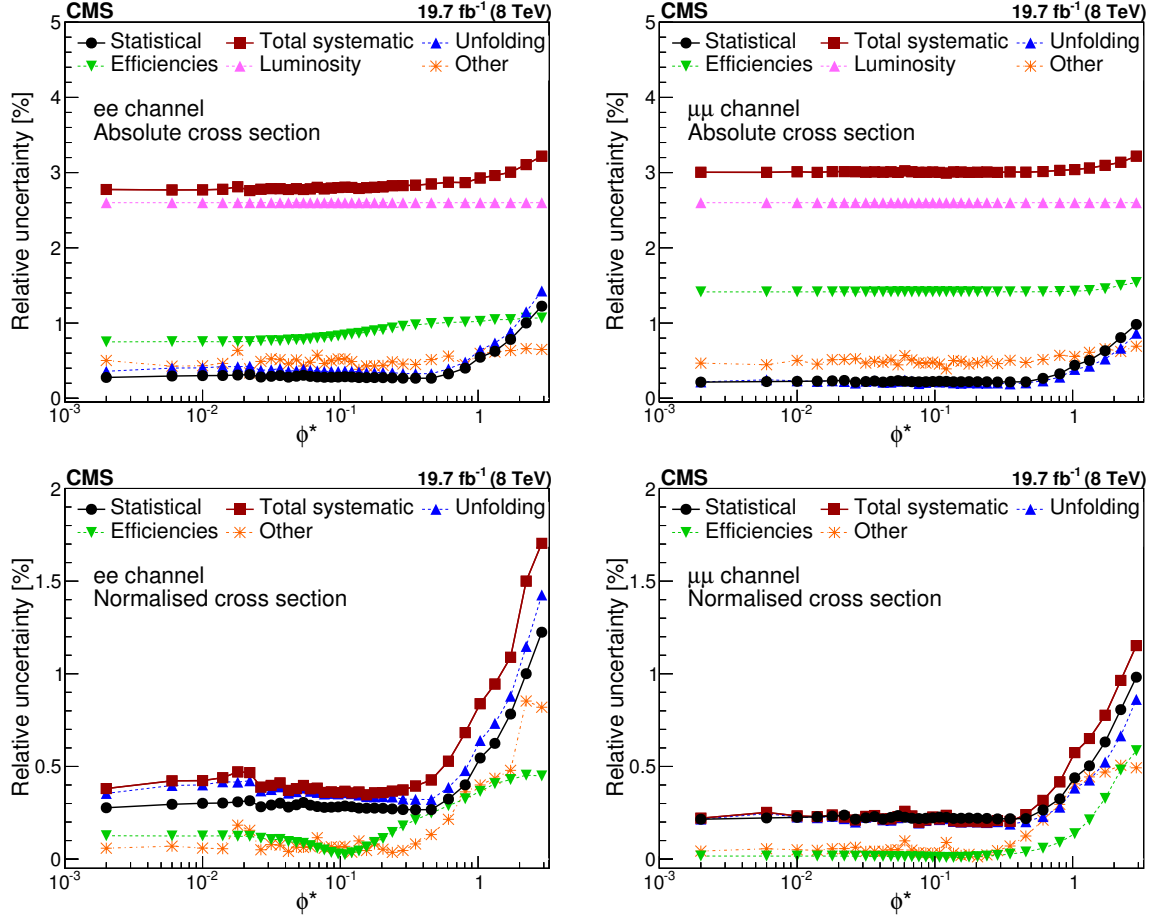 CMS 19.7 fb⁻¹ (8 TeV)
Statistical Total systematic Unfolding
Efficiencies Luminosity Other
ee channel
Absolute cross section
Relative uncertainty [%]
0 1 2 3 4 5
10⁻³ 10⁻² 10⁻¹ 1
ϕ*
CMS 19.7 fb⁻¹ (8 TeV)
Statistical Total systematic Unfolding
Efficiencies Luminosity Other
μμ channel
Absolute cross section
Relative uncertainty [%]
0 1 2 3 4 5
10⁻³ 10⁻² 10⁻¹ 1
ϕ*
CMS 19.7 fb⁻¹ (8 TeV)
Statistical Total systematic Unfolding
Efficiencies Other
ee channel
Normalised cross section
Relative uncertainty [%]
0 0.5 1 1.5 2
10⁻³ 10⁻² 10⁻¹ 1
ϕ*
CMS 19.7 fb⁻¹ (8 TeV)
Statistical Total systematic Unfolding
Efficiencies Other
μμ channel
Normalised cross section
Relative uncertainty [%]
0 0.5 1 1.5 2
10⁻³ 10⁻² 10⁻¹ 1
ϕ*